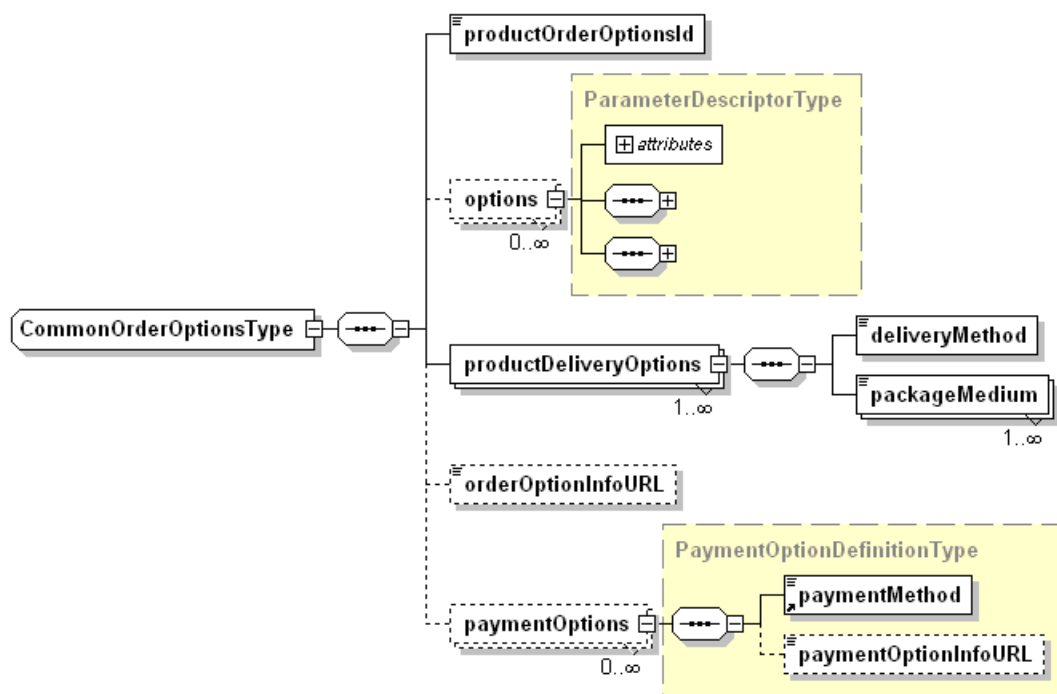 productOrderOptionsId
ParameterDescriptorType
attributes
options
0..∞
CommonOrderOptionsType
productDeliveryOptions
1..∞
deliveryMethod
packageMedium
1..∞
orderOptionInfoURL
PaymentOptionDefinitionType
paymentMethod
paymentOptions
0..∞
paymentOptionInfoURL